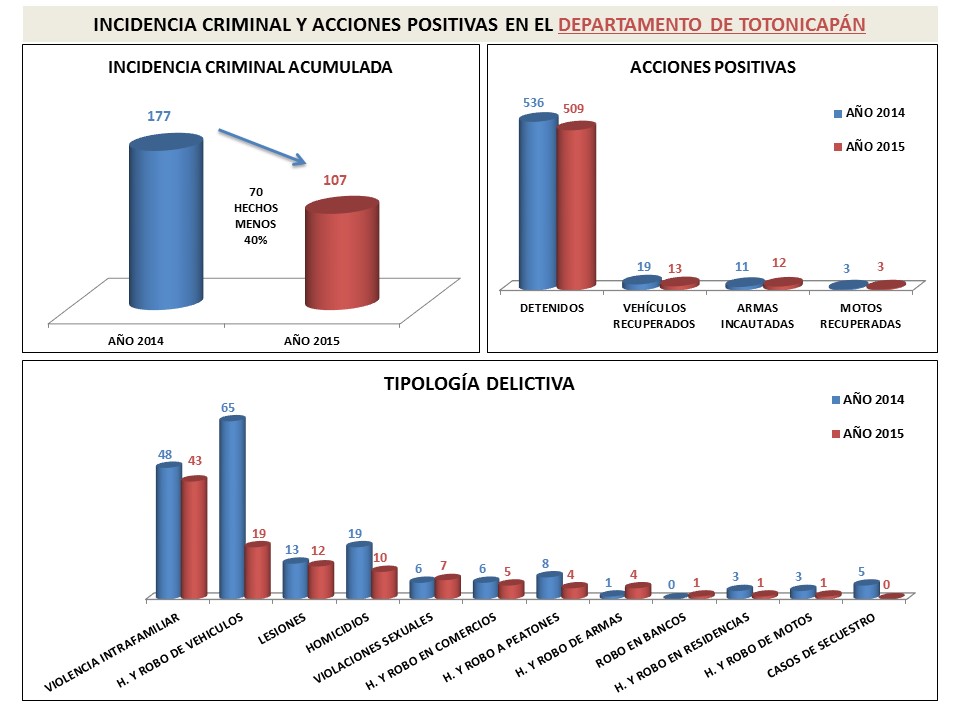 INCIDENCIA CRIMINAL Y ACCIONES POSITIVAS EN EL DEPARTAMENTO DE TOTONICAPÁN
INCIDENCIA CRIMINAL ACUMULADA
177
107
70
HECHOS
MENOS
40%
AÑO 2014
AÑO 2015
ACCIONES POSITIVAS
AÑO 2014
AÑO 2015
536
509
19
13
11
12
3
3
DETENIDOS
VEHÍCULOS
RECUPERADOS
ARMAS
INCAUTADAS
MOTOS
RECUPERADAS
TIPOLOGÍA DELICTIVA
AÑO 2014
AÑO 2015
48
43
65
19
13
12
19
10
6
7
6
5
8
4
1
4
0
1
3
1
3
1
5
0
VIOLENCIA INTRAFAMILIAR
H. Y ROBO DE VEHICULOS
LESIONES
HOMICIDIOS
VIOLACIONES SEXUALES
H. Y ROBO EN COMERCIOS
H. Y ROBO A PEATONES
H. Y ROBO DE ARMAS
ROBO EN BANCOS
H. Y ROBO EN RESIDENCIAS
H. Y ROBO DE MOTOS
CASOS DE SECUESTRO